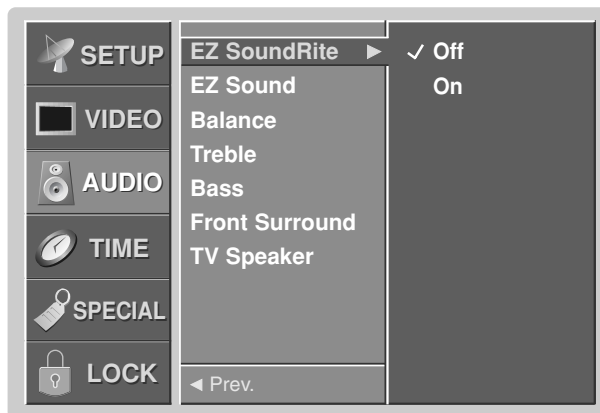 SETUP
VIDEO
AUDIO
TIME
SPECIAL
LOCK
EZ SoundRite ►
EZ Sound
Balance
Treble
Bass
Front Surround
TV Speaker
◄ Prev.
✓ Off
On